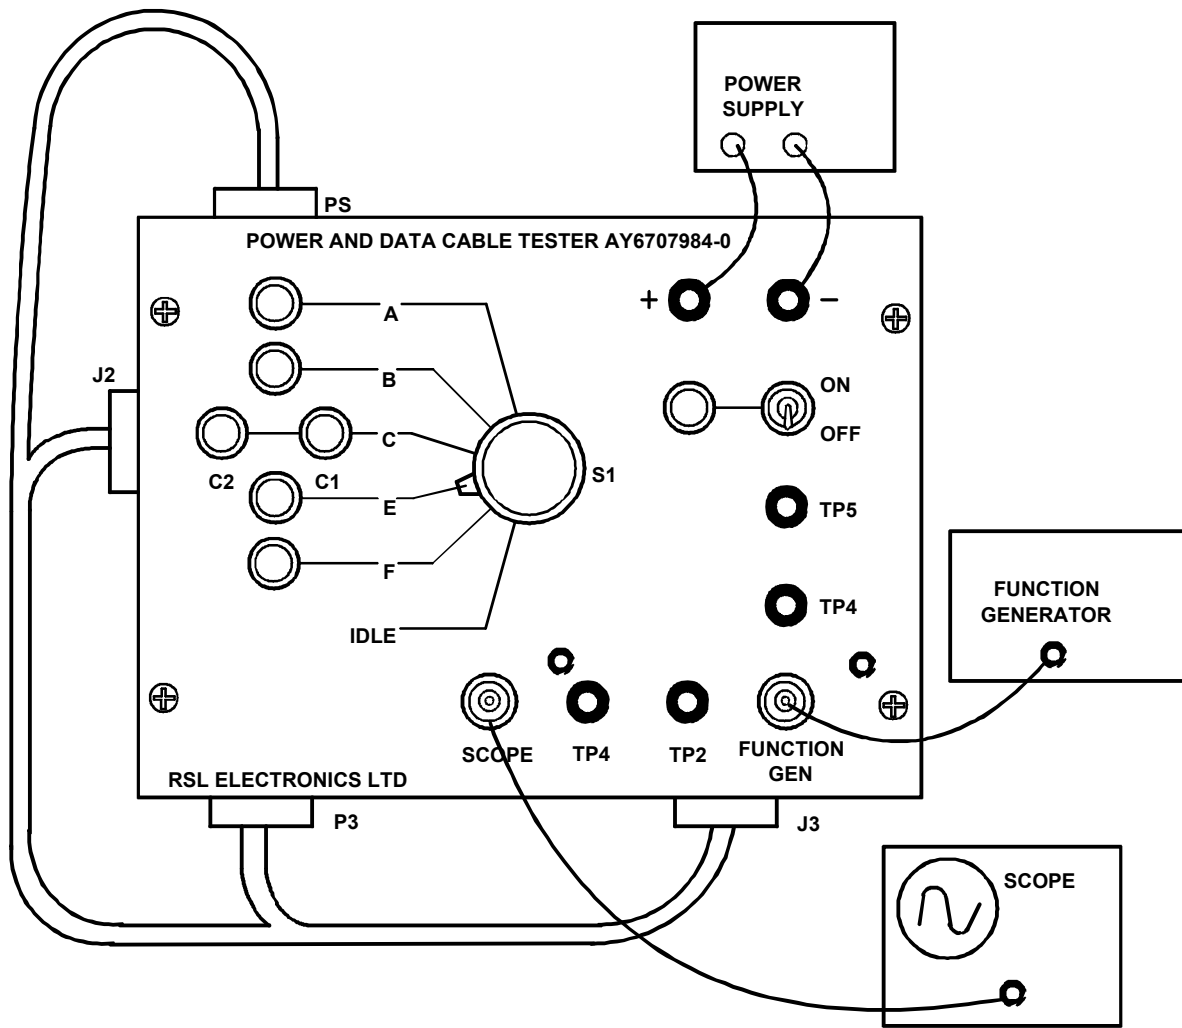 POWER
SUPPLY
PS
POWER AND DATA CABLE TESTER AY6707984-0
+
–
A
J2
B
ON
C
OFF
C2
C1
S1
E
TP5
F
TP4
FUNCTION
GENERATOR
IDLE
SCOPE
TP4
TP2
FUNCTION
GEN
RSL ELECTRONICS LTD
P3
J3
SCOPE